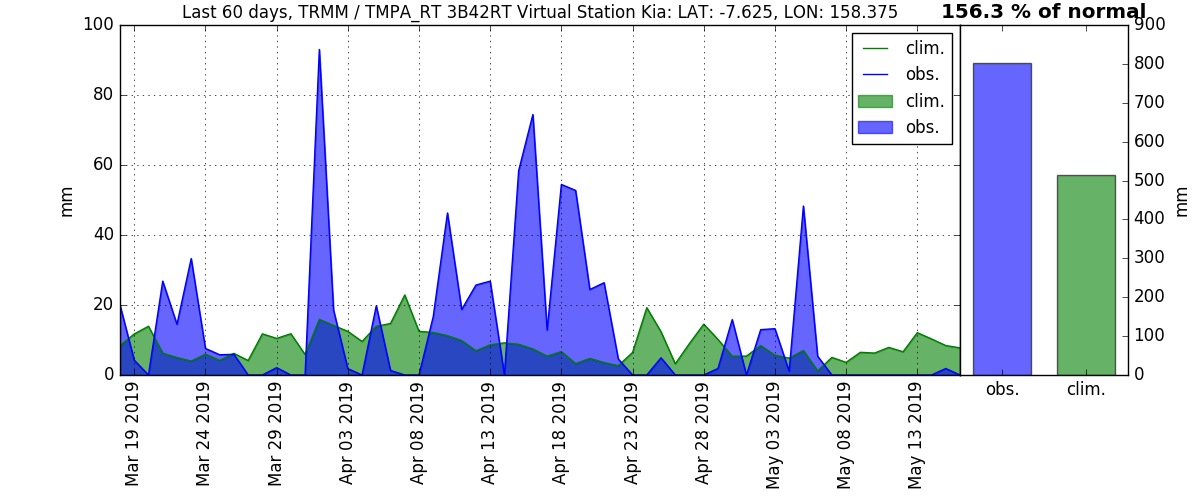 Last 60 days, TRMM / TMPA_RT 3B42RT Virtual Station Kia: LAT: -7.625, LON: 158.375
156.3 % of normal
100
80
60
40
20
0
mm
clim.
obs.
clim.
obs.
Mar 19 2019
Mar 24 2019
Mar 29 2019
Apr 03 2019
Apr 08 2019
Apr 13 2019
Apr 18 2019
Apr 23 2019
Apr 28 2019
May 03 2019
May 08 2019
May 13 2019
900
800
700
600
500
400
300
200
100
0
mm
obs.
clim.